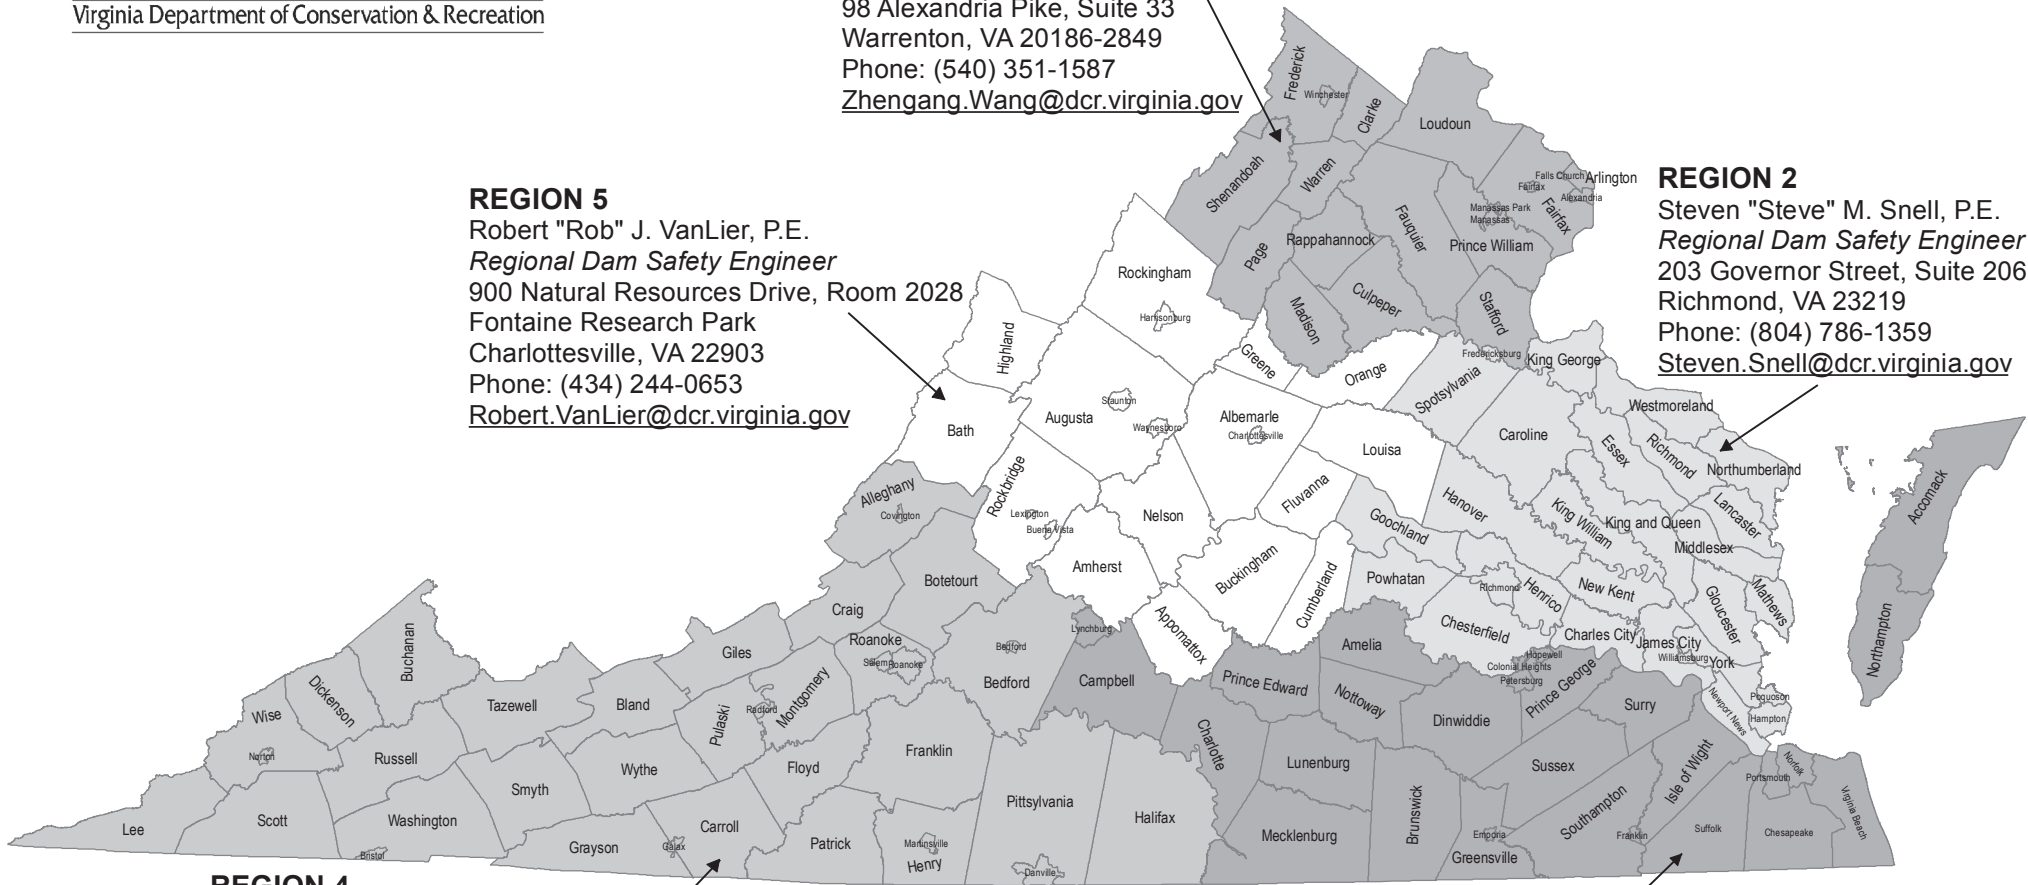 Virginia Department of Conservation & Recreation
98 Alexandria Pike, Suite 33
Warrenton, VA 20186-2849
Phone: (540) 351-1587
Zhengang.Wang@dcr.virginia.gov
REGION 5
Robert "Rob" J. VanLier, P.E.
Regional Dam Safety Engineer
900 Natural Resources Drive, Room 2028
Fontaine Research Park
Charlottesville, VA 22903
Phone: (434) 244-0653
Robert.VanLier@dcr.virginia.gov
REGION 2
Steven "Steve" M. Snell, P.E.
Regional Dam Safety Engineer
203 Governor Street, Suite 206
Richmond, VA 23219
Phone: (804) 786-1359
Steven.Snell@dcr.virginia.gov
Frederick
Winchester
Clarke
Loudoun
Shenandoah
Warren
Falls Church
Arlington
Fairfax
Alexandria
Manassas Park
Manassas
Fairfax
Fauquier
Prince William
Rappahannock
Page
Culpeper
Madison
Stafford
Rockingham
Harrisonburg
Highland
Greene
Orange
Fredericksburg
King George
Spotsylvania
Westmoreland
Bath
Augusta
Staunton
Waynesboro
Albemarle
Charlottesville
Louisa
Caroline
Essex
Richmond
Northumberland
Accomack
Alleghany
Covington
Rockbridge
Lexington
Buena Vista
Nelson
Fluvanna
Goochland
Hanover
King William
King and Queen
Lancaster
Middlesex
Amherst
Buckingham
Cumberland
Powhatan
Richmond
Henrico
New Kent
Gloucester
Mathews
Northampton
Botetourt
Craig
Roanoke
Salem
Roanoke
Bedford
Bedford
Lynchburg
Appomattox
Amelia
Chesterfield
Charles City
James City
Williamsburg
York
Hopewell
Colonial Heights
Petersburg
Prince George
Poquoson
Hampton
Newport News
Buchanan
Dickenson
Wise
Norton
Tazewell
Giles
Bland
Pulaski
Radford
Montgomery
Campbell
Prince Edward
Nottoway
Dinwiddie
Surry
Russell
Wythe
Floyd
Franklin
Charlotte
Lunenburg
Sussex
Isle of Wight
Portsmouth
Norfolk
Virginia Beach
Lee
Scott
Washington
Bristol
Smyth
Grayson
Galax
Carroll
Patrick
Martinsville
Henry
Pittsylvania
Danville
Halifax
Mecklenburg
Brunswick
Emporia
Greensville
Southampton
Franklin
Suffolk
Chesapeake
REGION 4